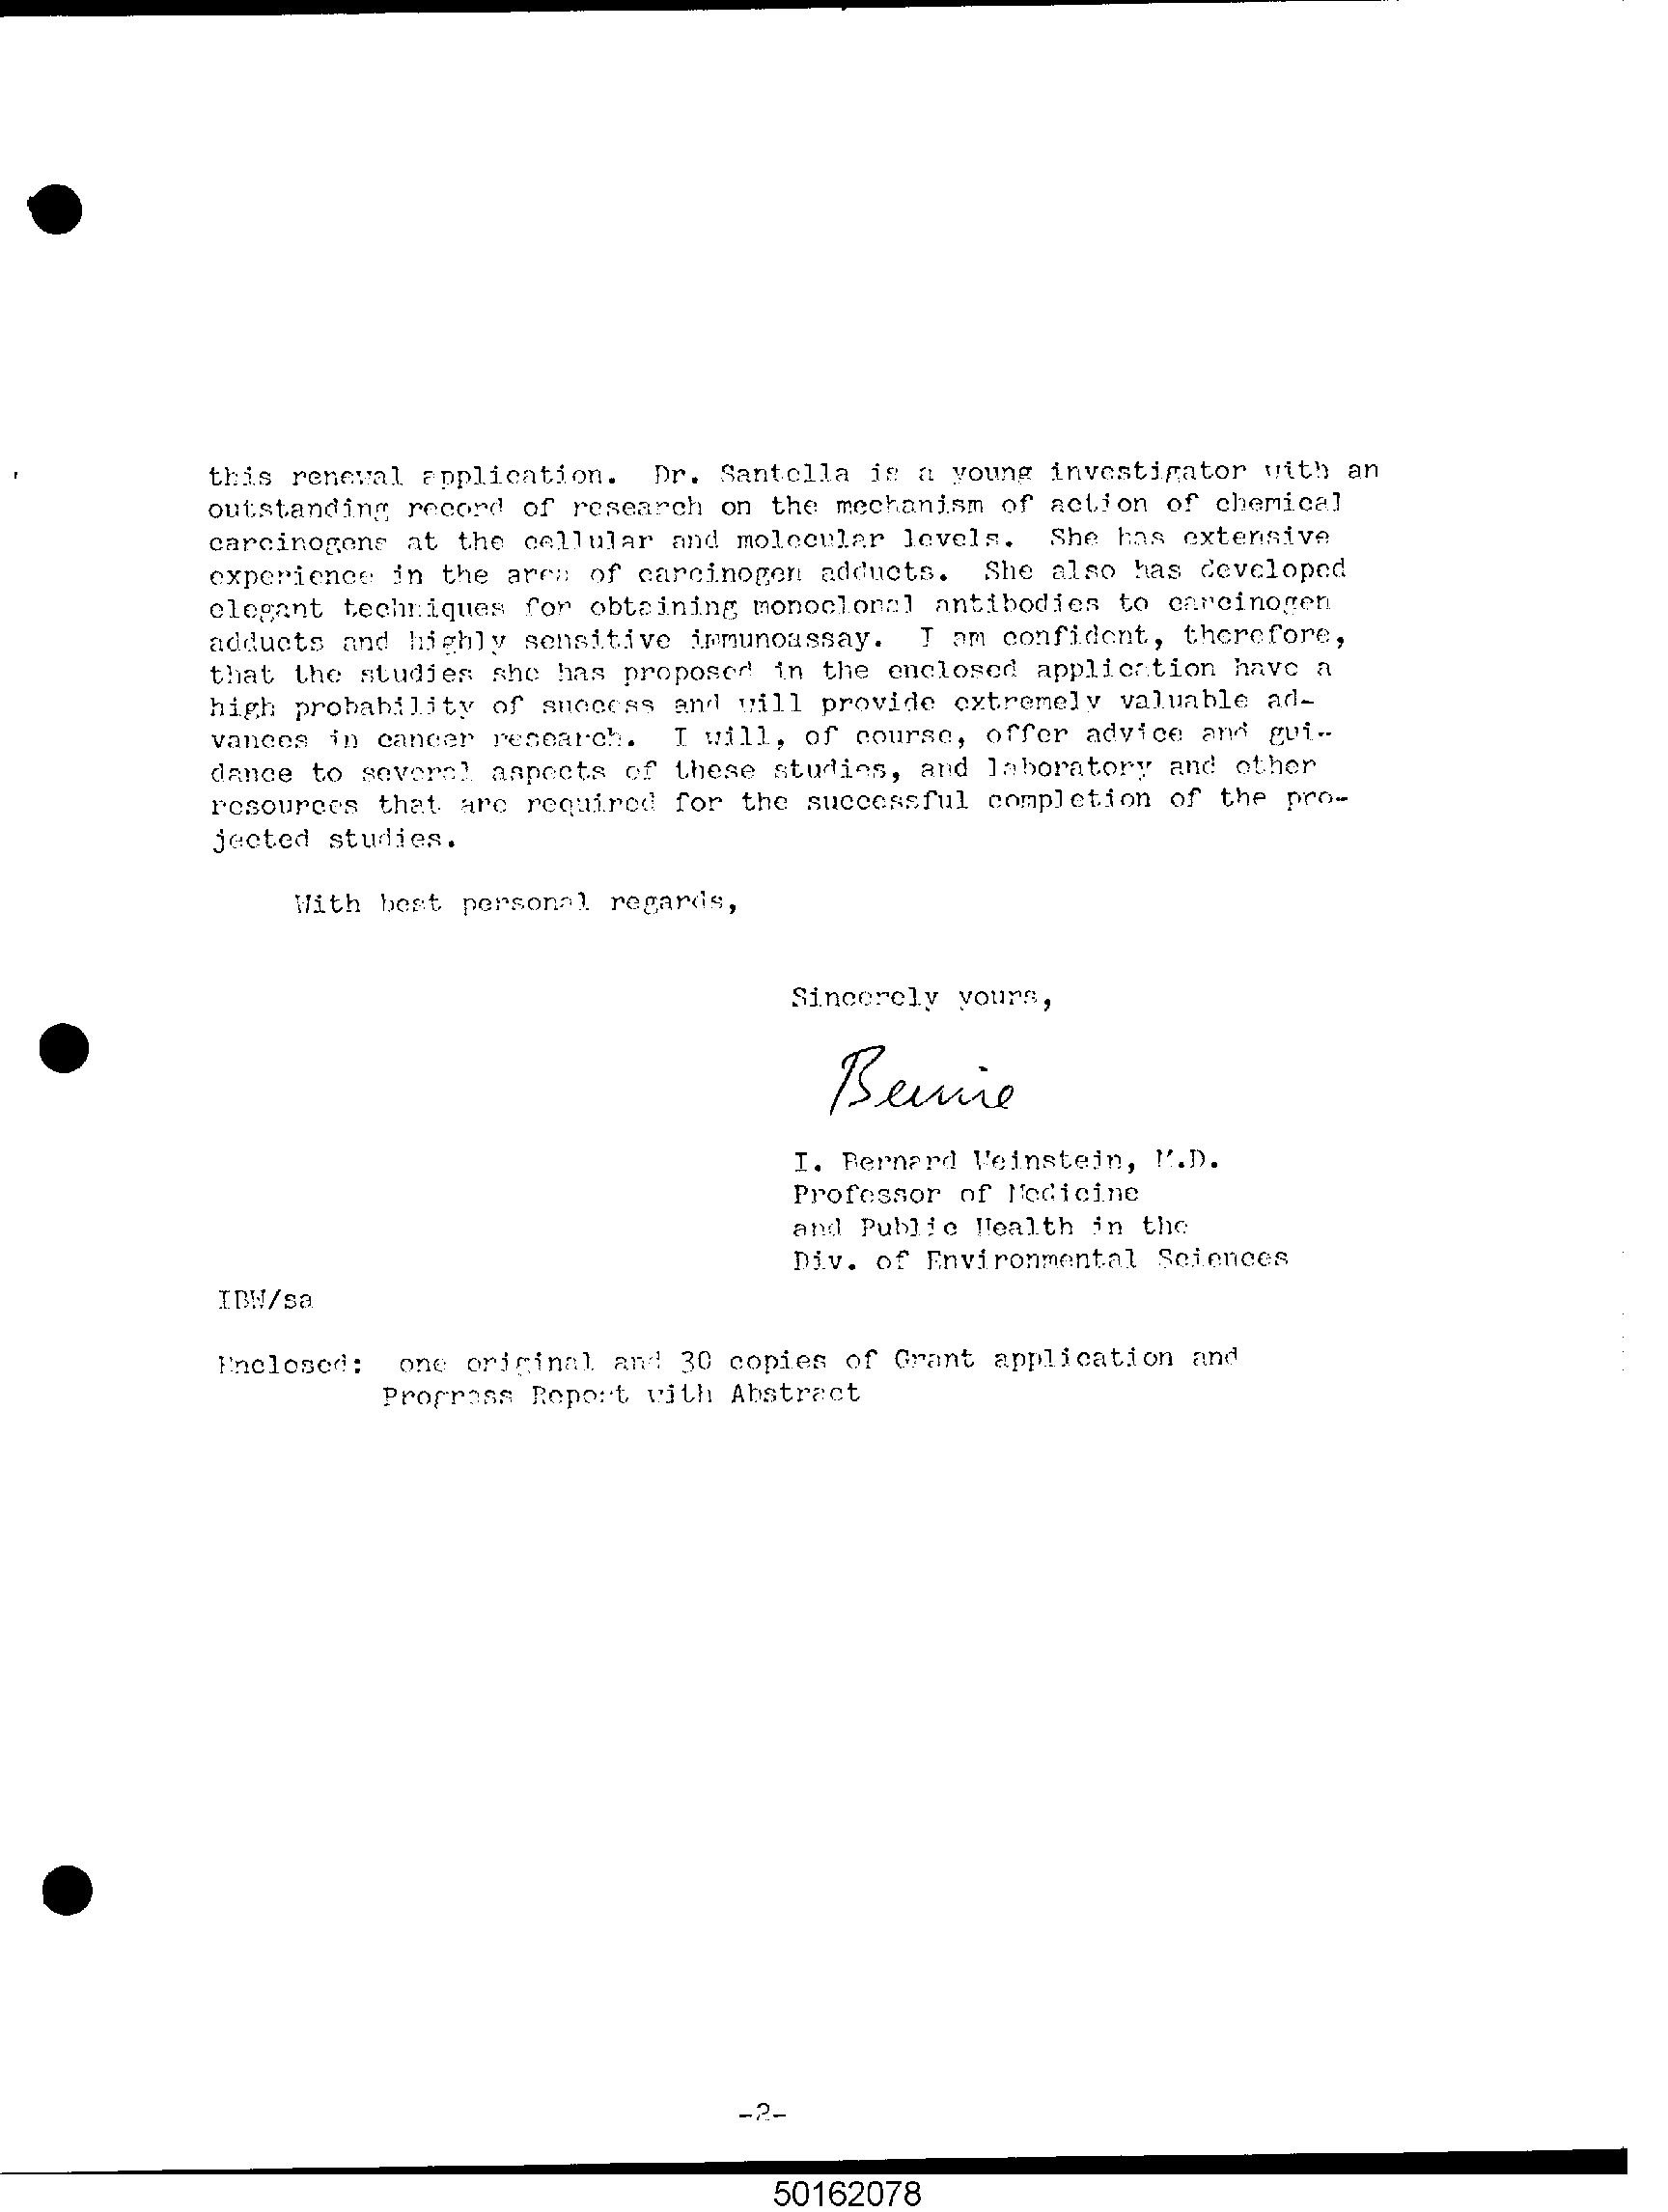 this renewal application. Dr. Santella is a young investigator with an
outstanding record of research on the mechanism of action of chemical
carcinogens at the cellular and molecular levels. She has extensive
experience in the area of carcinogen adducts. She also has developed
elegant techniques for obtaining monoclonal antibodies to carcinogen
adducts and highly sensitive immunoassay. I am confident, therefore,
that the studies she has proposed in the enclosed application have a
high probability of success and will provide extremely valuable ad-
vances in cancer research. I will, of course, offer advice and gui-
dance to several aspects of these studies, and laboratory and other
resources that are required for the successful completion of the pro-
jected studies.
With best personal regards,
Sincerely yours,
Bernie
I. Bernard Weinstein, M.D.
Professor of Medicine
and Public Health in the
Div. of Environmental Sciences
IBW/sa
Enclosed: one original and 30 copies of Grant application and
Progress Report with Abstract
-2-
50162078